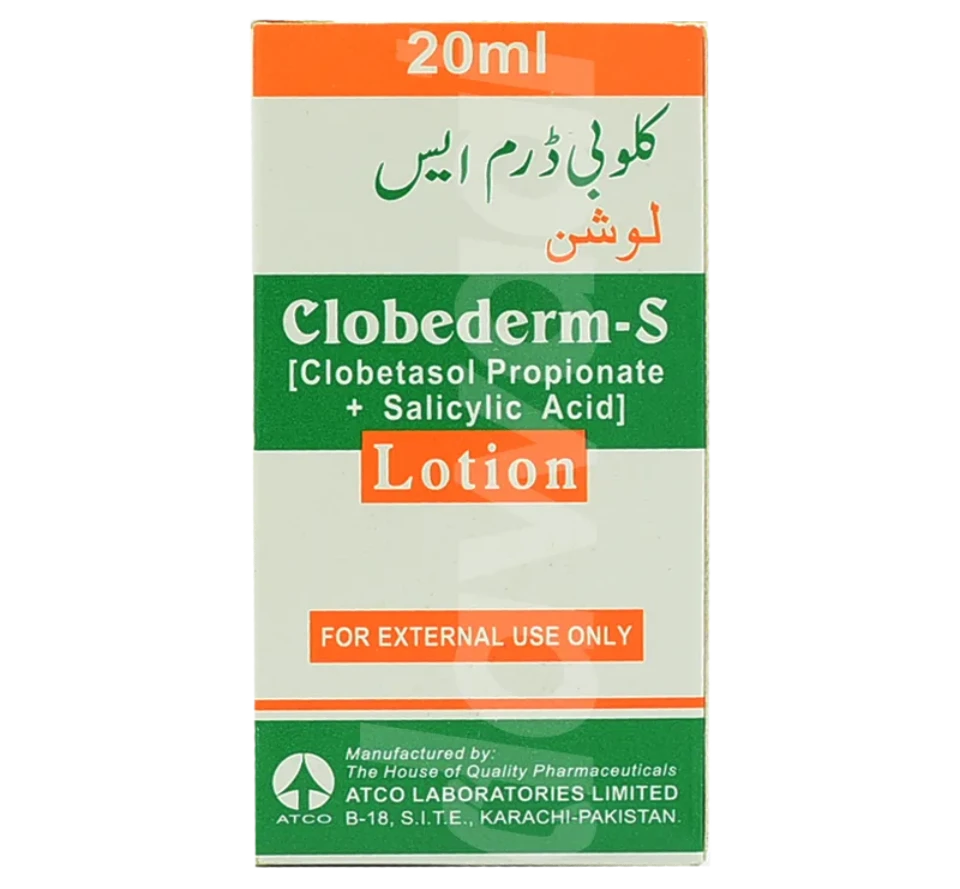 20ml
کلوبی ڈرم ایس
لوشن
Clobederm-S
[Clobetasol Propionate
+ Salicylic Acid]
Lotion
FOR EXTERNAL USE ONLY
Manufactured by:
The House of Quality Pharmaceuticals
ATCO LABORATORIES LIMITED
ATCO B-18, S.I.T.E., KARACHI-PAKISTAN.
dawaai